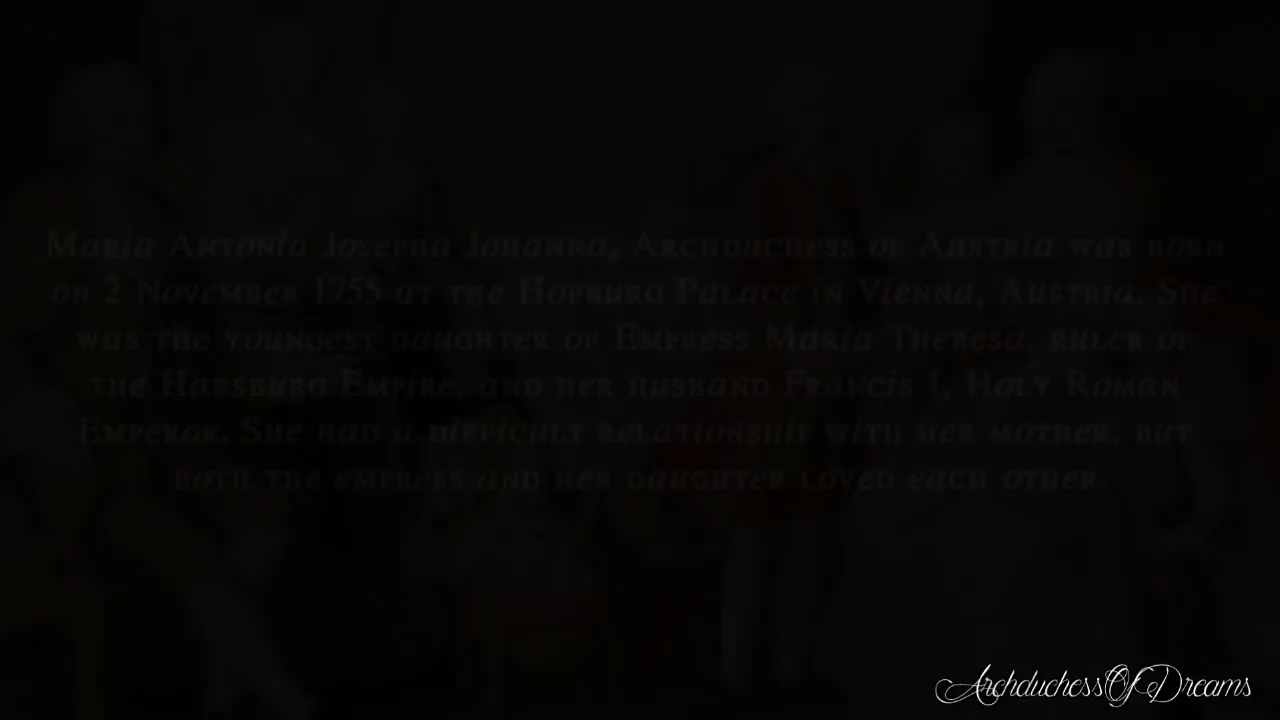 Maria Antonia Josepha Johanna, Archduchess of Austria was born
on 2 November 1755 at the Hofburg Palace in Vienna, Austria. She
was the youngest daughter of Empress Maria Theresa, ruler of
the Habsburg Empire, and her husband Francis I, Holy Roman
Emperor. She had a difficult relationship with her mother, but
both the empress and her daughter loved each other.
ArchduchessOfDreams